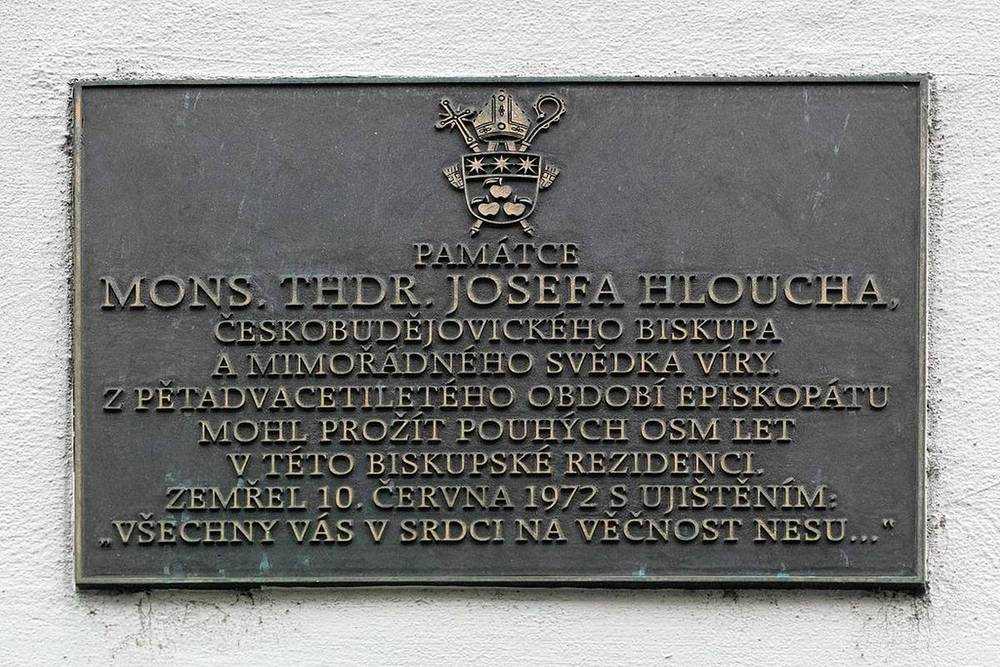 PAMÁTCE
MONS. THDR. JOSEFA HLOUCHA,
ČESKOBUDĚJOVICKÉHO BISKUPA
A MIMOŘÁDNÉHO SVĚDKA VÍRY.
Z PĚTADVACETILETÉHO OBDOBÍ EPISKOPÁTU
MOHL PROŽÍT POUHÝCH OSM LET
V TÉTO BISKUPSKÉ REZIDENCI.
ZEMŘEL 10. ČERVNA 1972 S UJIŠTĚNÍM:
„VŠECHNY VÁS V SRDCI NA VĚČNOST NESU...“